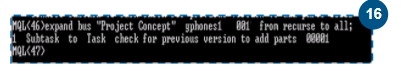 16
MQL<46>expand bus "Project Concept" gphones1 001 from recurse to all;
1 Subtask to Task check for previous version to add parts 00001
MQL<47>